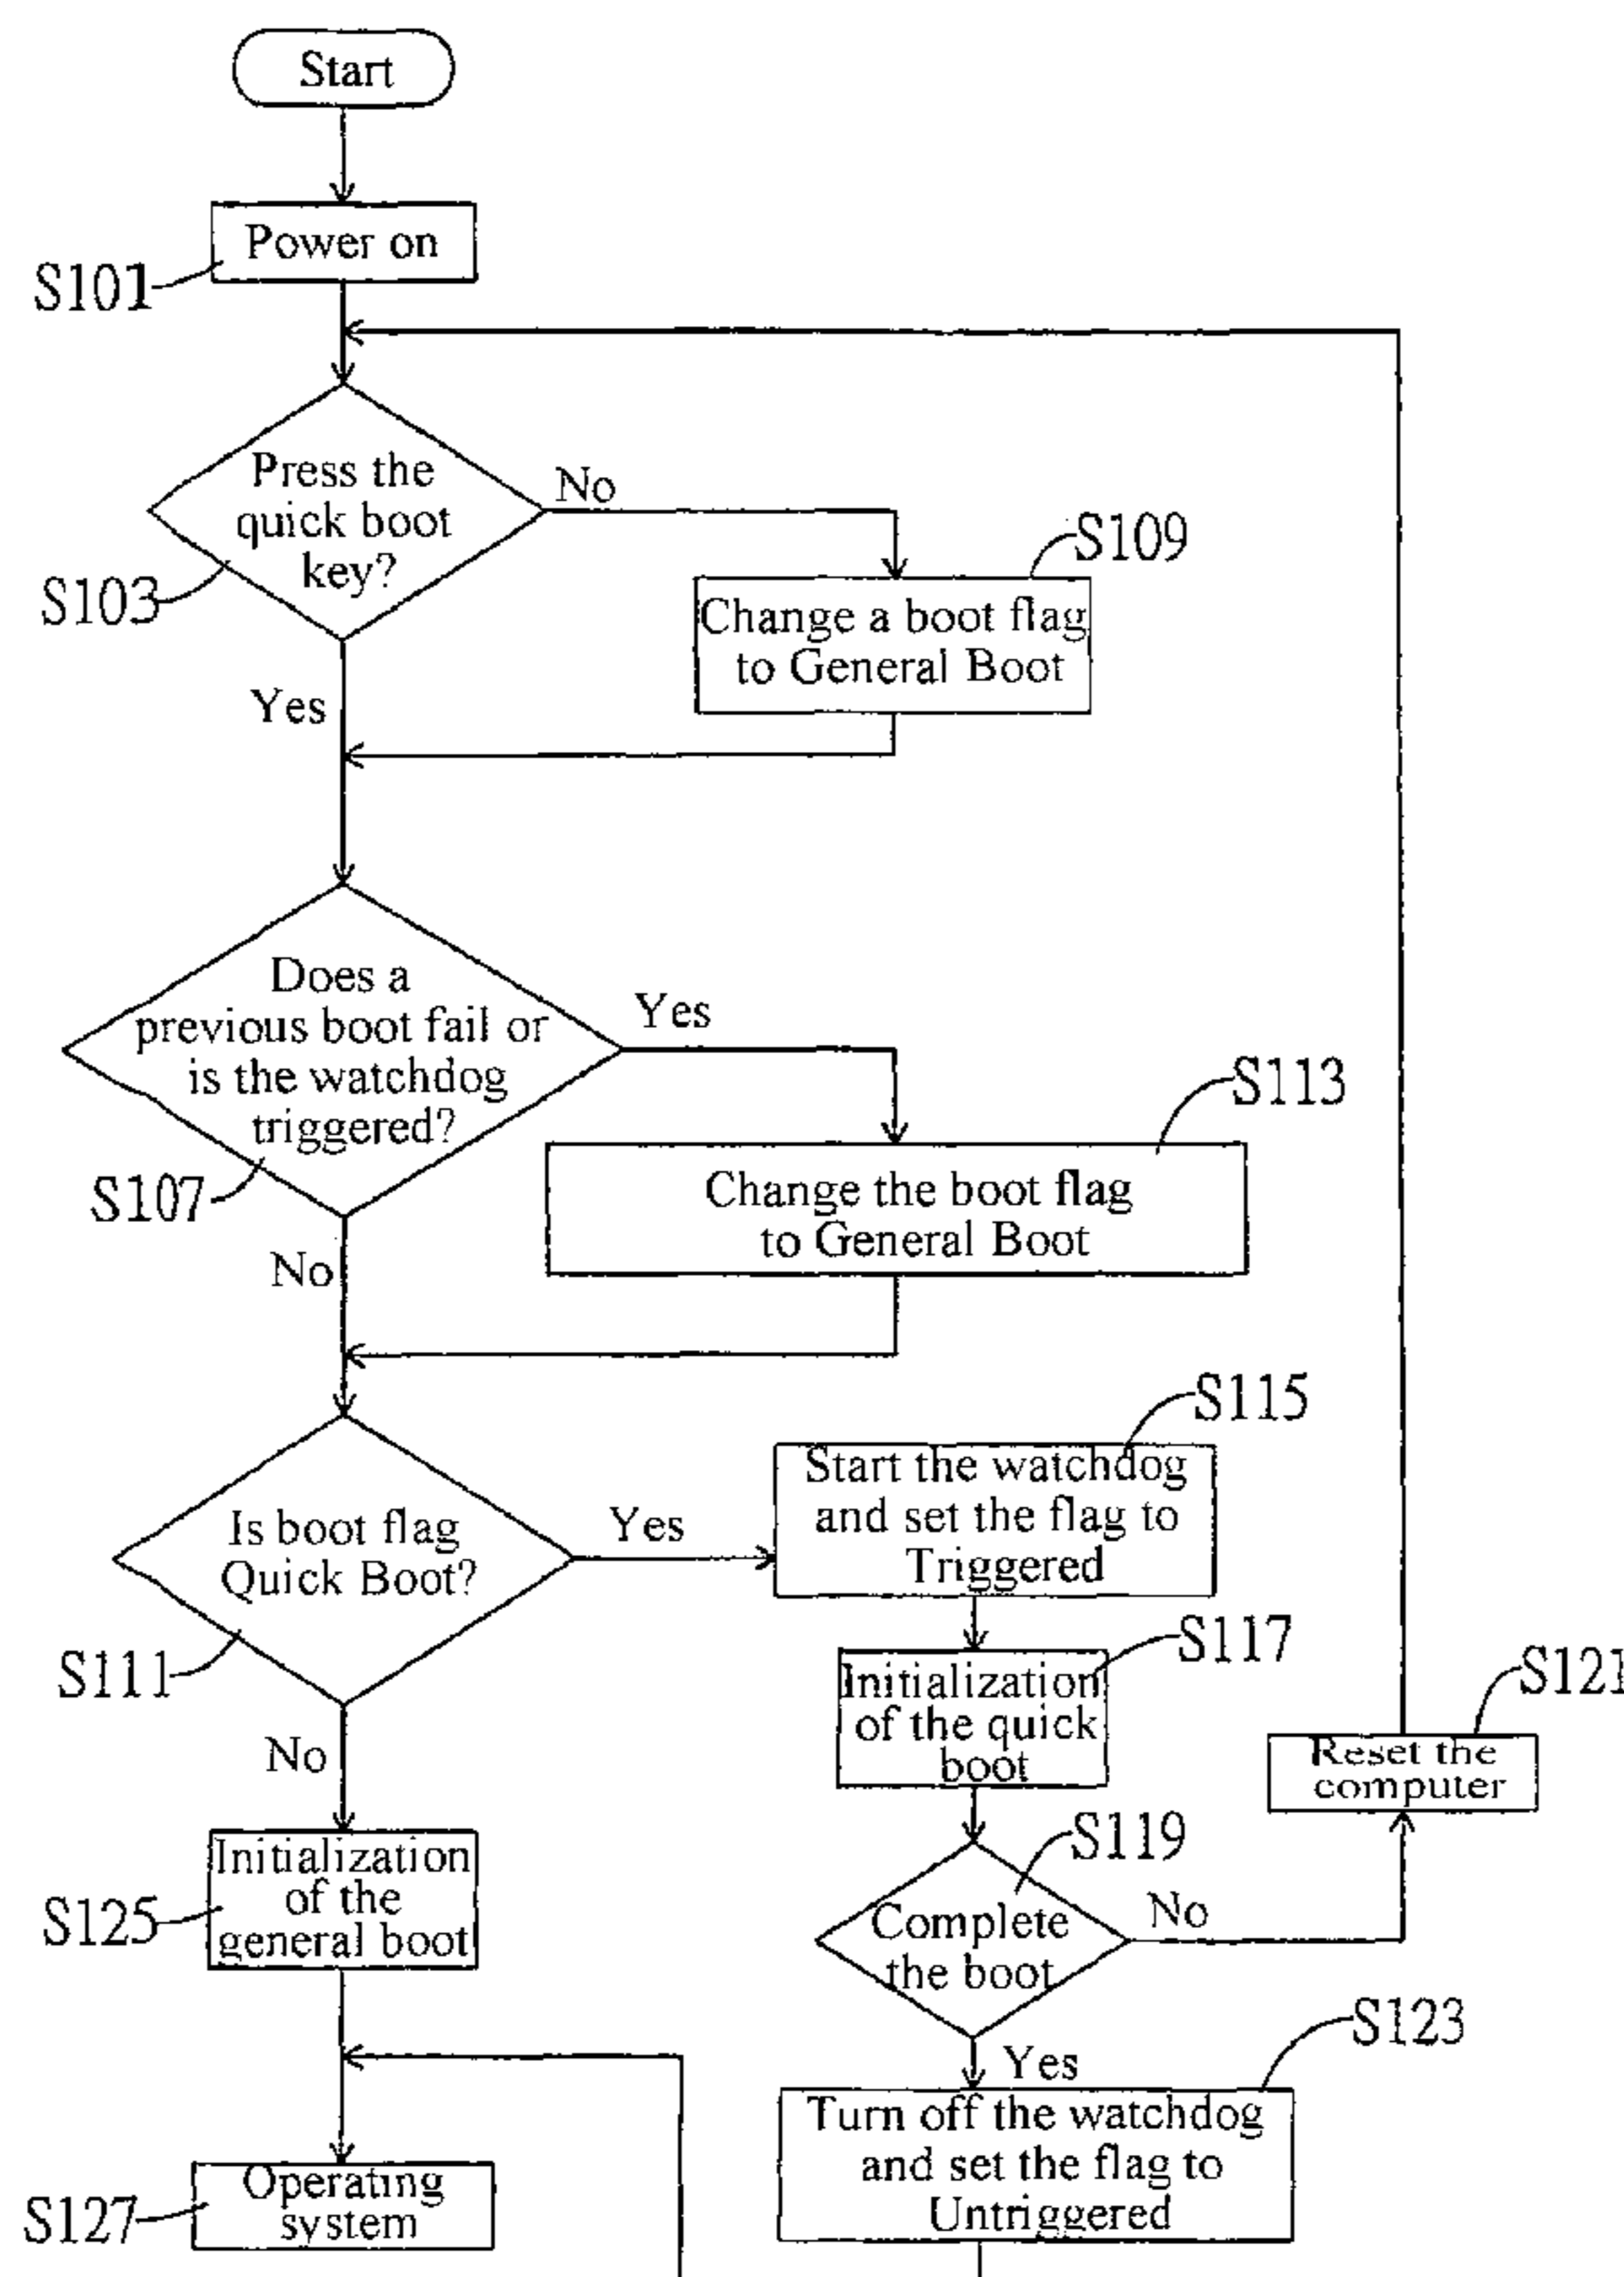 Start
Power on
S101
Press the
quick boot
key?
No
S103
S109
Change a boot flag
to General Boot
Yes
Does a
previous boot fail or
is the watchdog
triggered?
Yes
S107
S113
Change the boot flag
to General Boot
No
S115
Start the watchdog
and set the flag to
Triggered
Is boot flag
Quick Boot?
Yes
S111
S117
Initialization
of the quick
boot
S121
Reset the
computer
No
Initialization
of the
general boot
S125
S119
Complete
the boot
No
S123
Yes
Turn off the watchdog
and set the flag to
Untriggered
Operating
system
S127